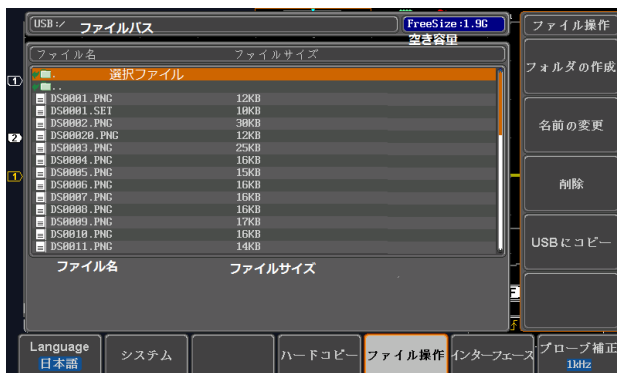 USB:/ ファイルパス FreeSize:1.9G
空き容量
ファイル操作
ファイル名 ファイルサイズ
. 選択ファイル
フォルダの作成
..
DS0001.PNG 12KB
DS0001.SET 10KB
DS0002.PNG 30KB
DS00020.PNG 12KB
名前の変更
DS0003.PNG 25KB
DS0004.PNG 16KB
DS0005.PNG 15KB
DS0006.PNG 16KB
削除
DS0007.PNG 16KB
DS0008.PNG 16KB
DS0009.PNG 17KB
DS0010.PNG 16KB
USBにコピー
DS0011.PNG 14KB
ファイル名 ファイルサイズ
1
2
1
F
Language
日本語
システム
ハードコピー
ファイル操作
インターフェース
プローブ補正
1kHz